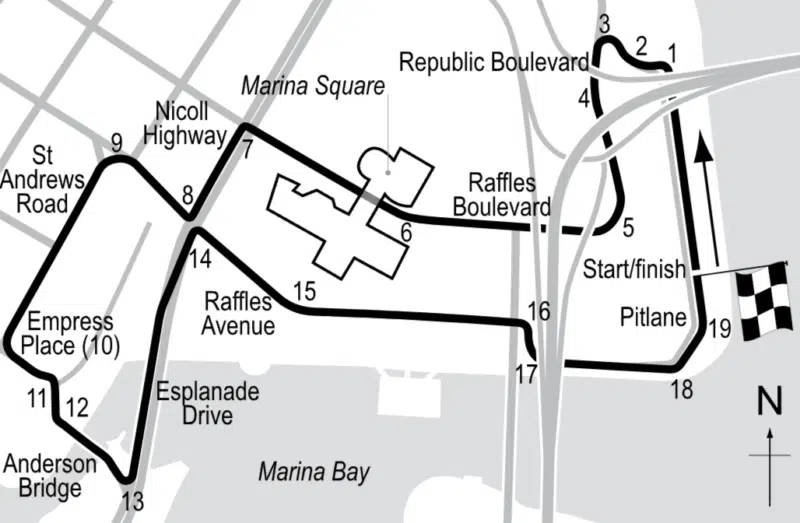 3
2
1
Republic Boulevard
4
Marina Square
Nicoll
Highway
7
9
St
Andrews
Road
8
Raffles
Boulevard
6
5
14
Start/finish
15
Raffles
Avenue
16
Pitlane
19
Empress
Place (10)
17
18
11
12
Esplanade
Drive
N
Anderson
Bridge
13
Marina Bay